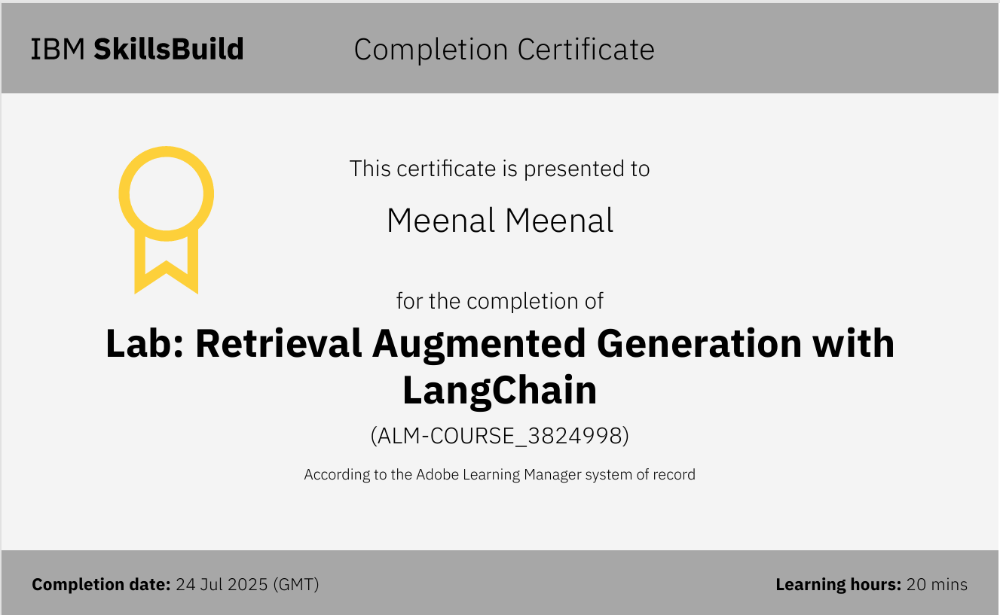 IBM SkillsBuild
Completion Certificate
This certificate is presented to
Meenal Meenal
for the completion of
Lab: Retrieval Augmented Generation with
LangChain
(ALM-COURSE_3824998)
According to the Adobe Learning Manager system of record
Completion date: 24 Jul 2025 (GMT)
Learning hours: 20 mins